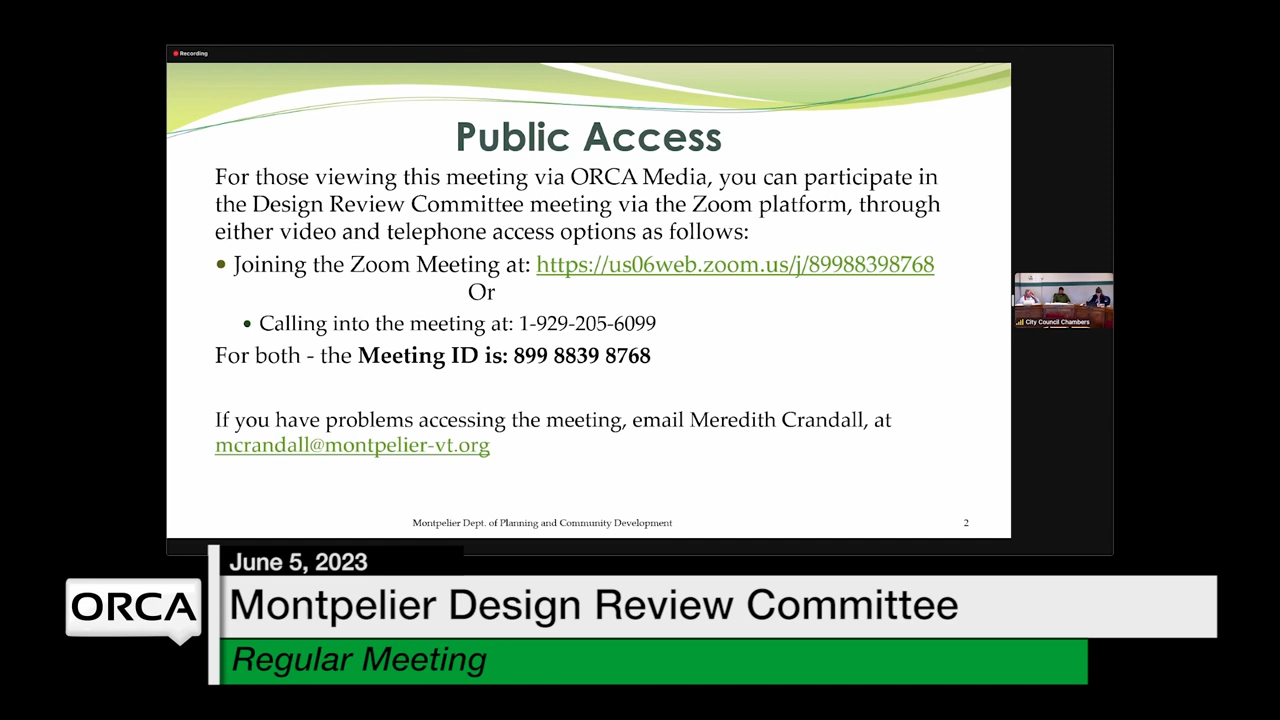 Recording
Public Access
For those viewing this meeting via ORCA Media, you can participate in
the Design Review Committee meeting via the Zoom platform, through
either video and telephone access options as follows:
• Joining the Zoom Meeting at: https://us06web.zoom.us/j/89988398768
Or
• Calling into the meeting at: 1-929-205-6099
For both - the Meeting ID is: 899 8839 8768
If you have problems accessing the meeting, email Meredith Crandall, at
mcrandall@montpelier-vt.org
Montpelier Dept. of Planning and Community Development
2
City Council Chambers
June 5, 2023
ORCA
Montpelier Design Review Committee
Regular Meeting